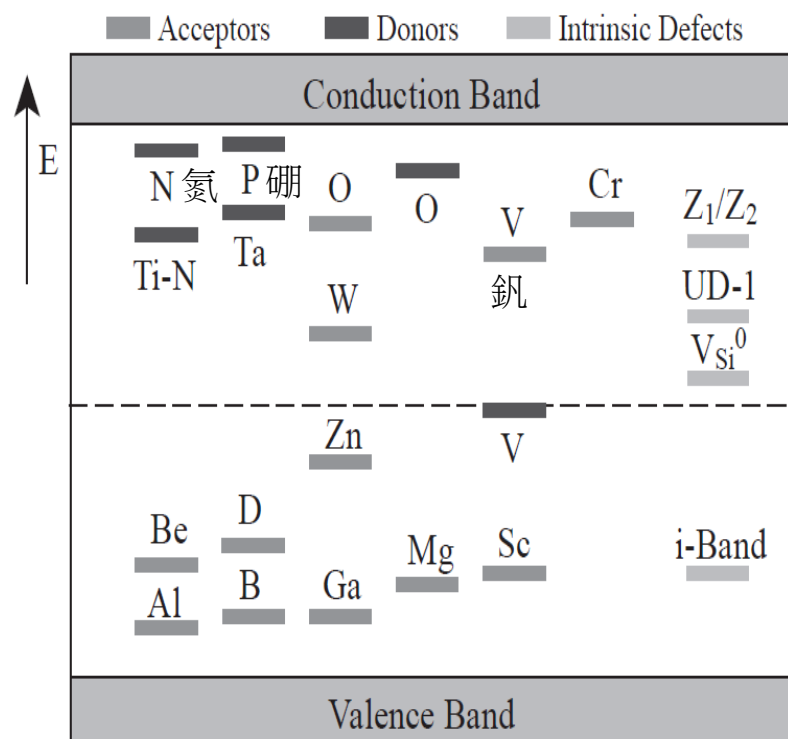 Acceptors Donors Intrinsic Defects
Conduction Band
E
N 氮 P 硼 O O V Cr Z₁/Z₂
Ti-N Ta W 釩 UD-1
V_Si⁰
Zn V
Be D Mg Sc i-Band
Al B Ga
Valence Band